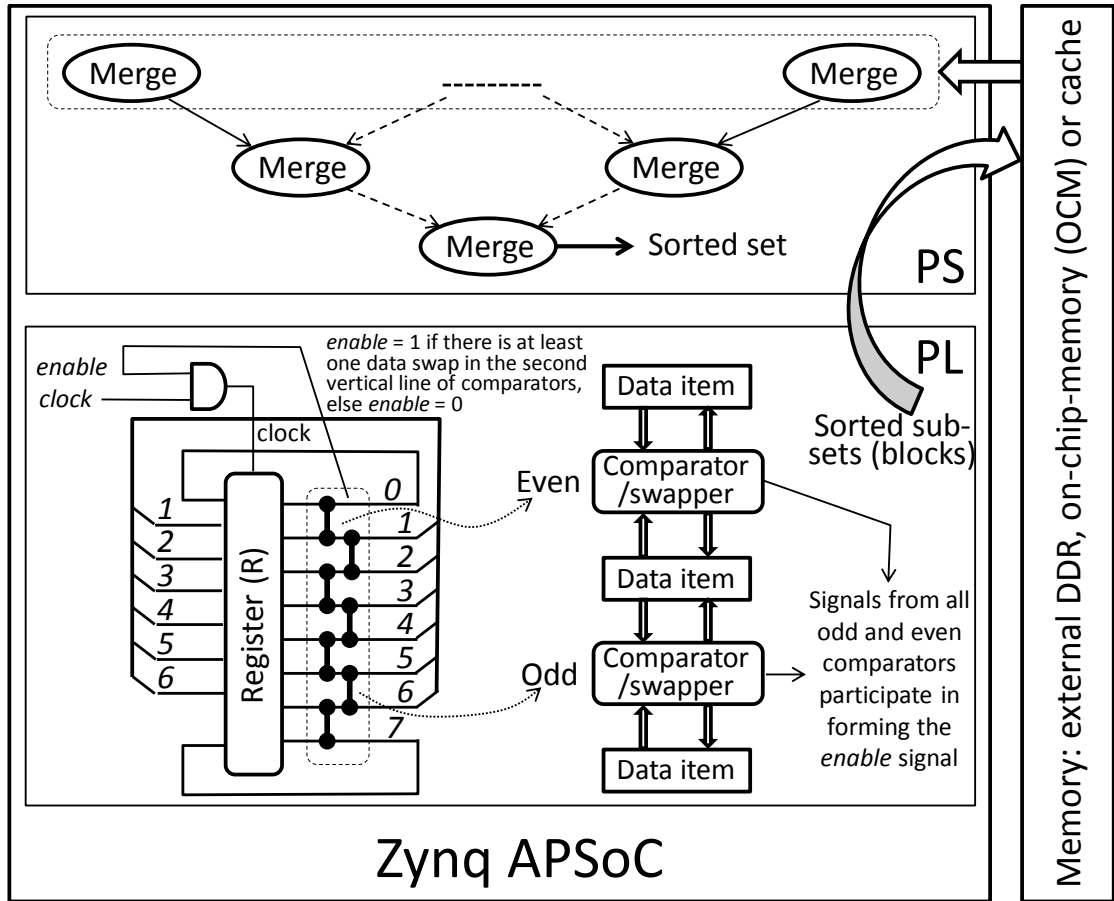 Merge
Merge
Merge
Merge
Merge
Sorted set
PS
Memory: external DDR, on-chip-memory (OCM) or cache
enable
clock
clock
enable = 1 if there is at least
one data swap in the second
vertical line of comparators,
else enable = 0
PL
Sorted sub-
sets (blocks)
Register (R)
1
2
3
4
5
6
0
1
2
3
4
5
6
7
Even
Odd
Data item
Comparator
/swapper
Data item
Comparator
/swapper
Data item
Signals from all
odd and even
comparators
participate in
forming the
enable signal
Zynq APSoC